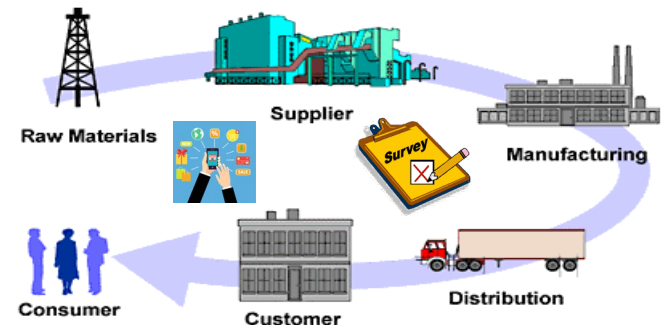 Raw Materials
Supplier
Manufacturing
Survey
Distribution
Customer
Consumer